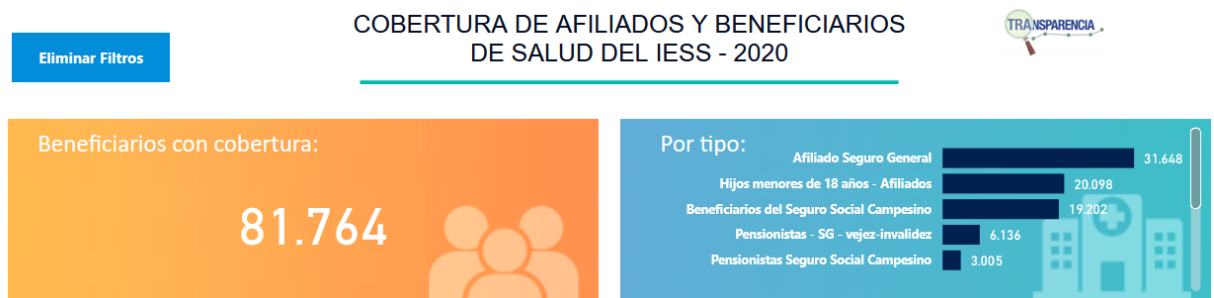 COBERTURA DE AFILIADOS Y BENEFICIARIOS
DE SALUD DEL IESS - 2020
TRANSPARENCIA
Eliminar Filtros
Beneficiarios con cobertura:
81.764
Por tipo:
Afiliado Seguro General 31.648
Hijos menores de 18 años - Afiliados 20.098
Beneficiarios del Seguro Social Campesino 19.202
Pensionistas - SG - vejez-invalidez 6.136
Pensionistas Seguro Social Campesino 3.005